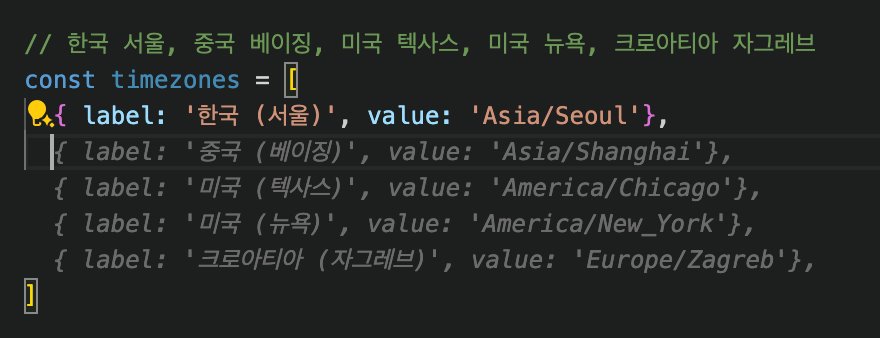 // 한국 서울, 중국 베이징, 미국 텍사스, 미국 뉴욕, 크로아티아 자그레브
const timezones = [
{ label: '한국 (서울)', value: 'Asia/Seoul'},
{ label: '중국 (베이징)', value: 'Asia/Shanghai'},
{ label: '미국 (텍사스)', value: 'America/Chicago'},
{ label: '미국 (뉴욕)', value: 'America/New_York'},
{ label: '크로아티아 (자그레브)', value: 'Europe/Zagreb'},
]